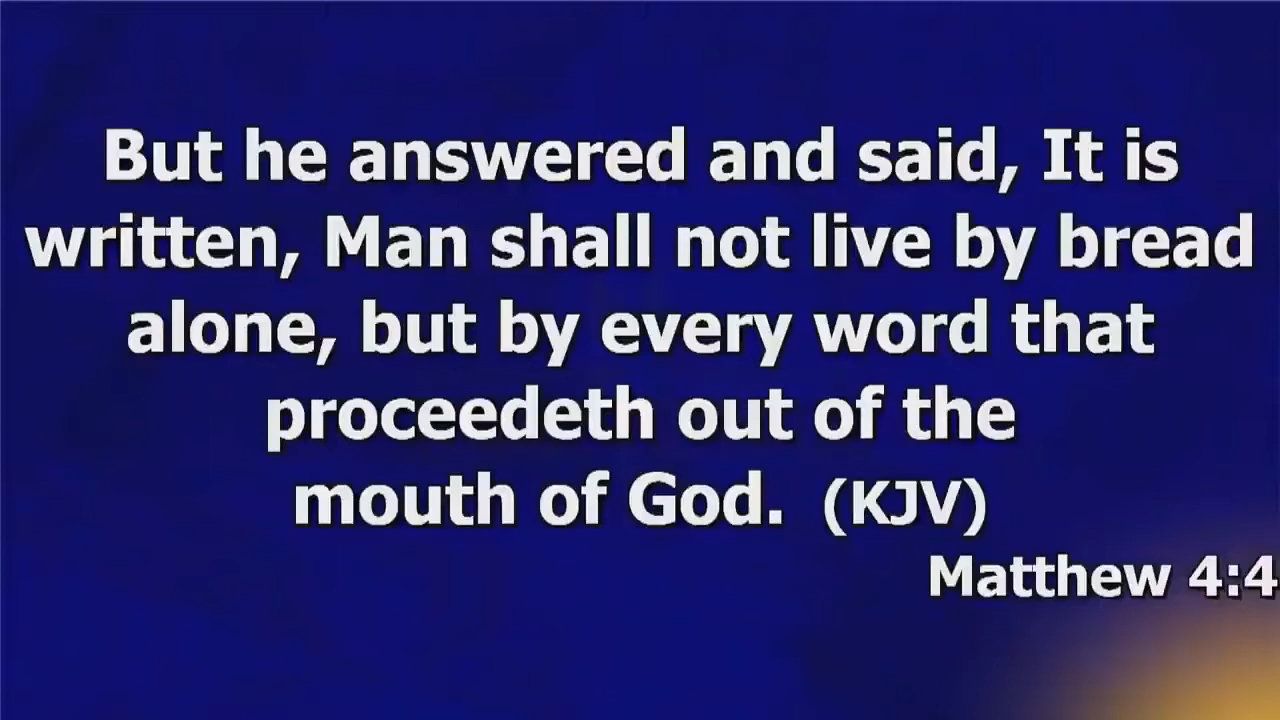 But he answered and said, It is
written, Man shall not live by bread
alone, but by every word that
proceedeth out of the
mouth of God. (KJV)
Matthew 4:4